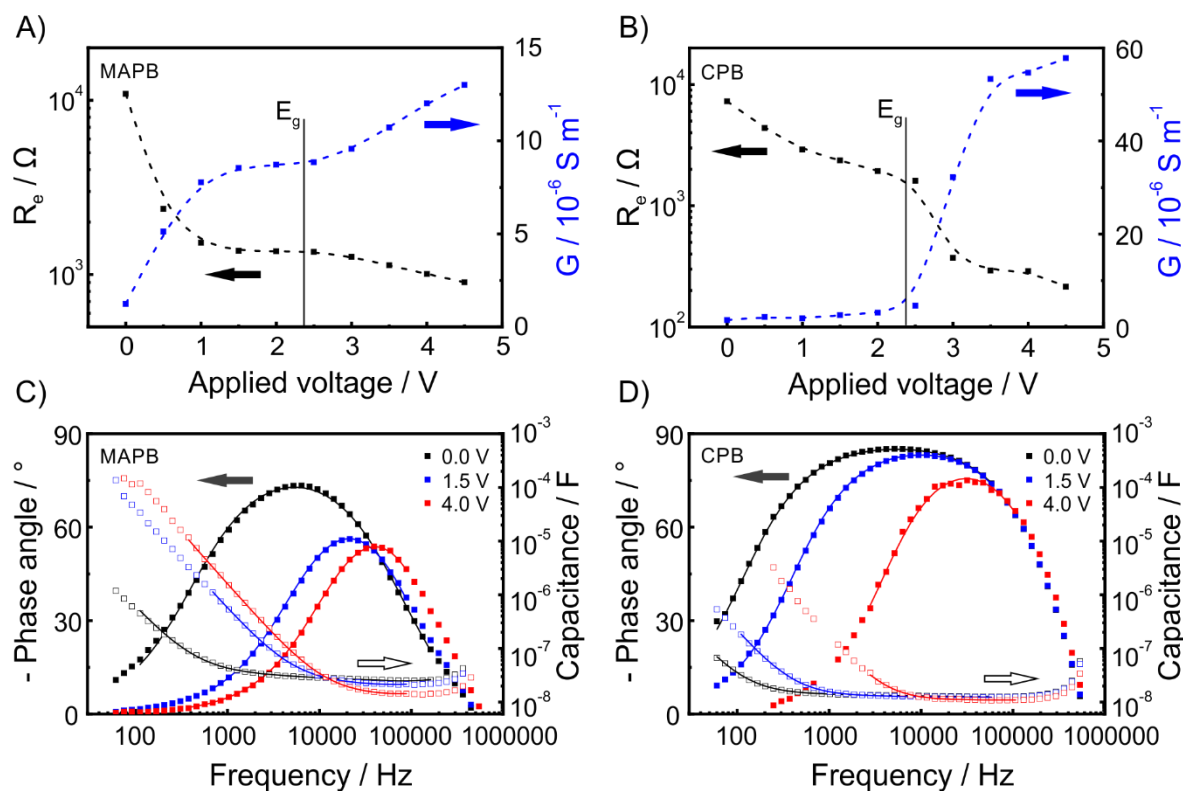 A)
MAPB
E_g
R_e / Ω
10^4
10^3
0 1 2 3 4 5
Applied voltage / V
15
10
5
0
G / 10^-6 S m^-1
B)
CPB
E_g
R_e / Ω
10^4
10^3
10^2
0 1 2 3 4 5
Applied voltage / V
60
40
20
0
G / 10^-6 S m^-1
C)
MAPB
0.0 V
1.5 V
4.0 V
- Phase angle / °
90
60
30
0
100 1000 10000 100000 1000000
Frequency / Hz
10^-3
10^-4
10^-5
10^-6
10^-7
10^-8
Capacitance / F
D)
CPB
0.0 V
1.5 V
4.0 V
- Phase angle / °
90
60
30
0
100 1000 10000 100000 1000000
Frequency / Hz
10^-3
10^-4
10^-5
10^-6
10^-7
10^-8
Capacitance / F